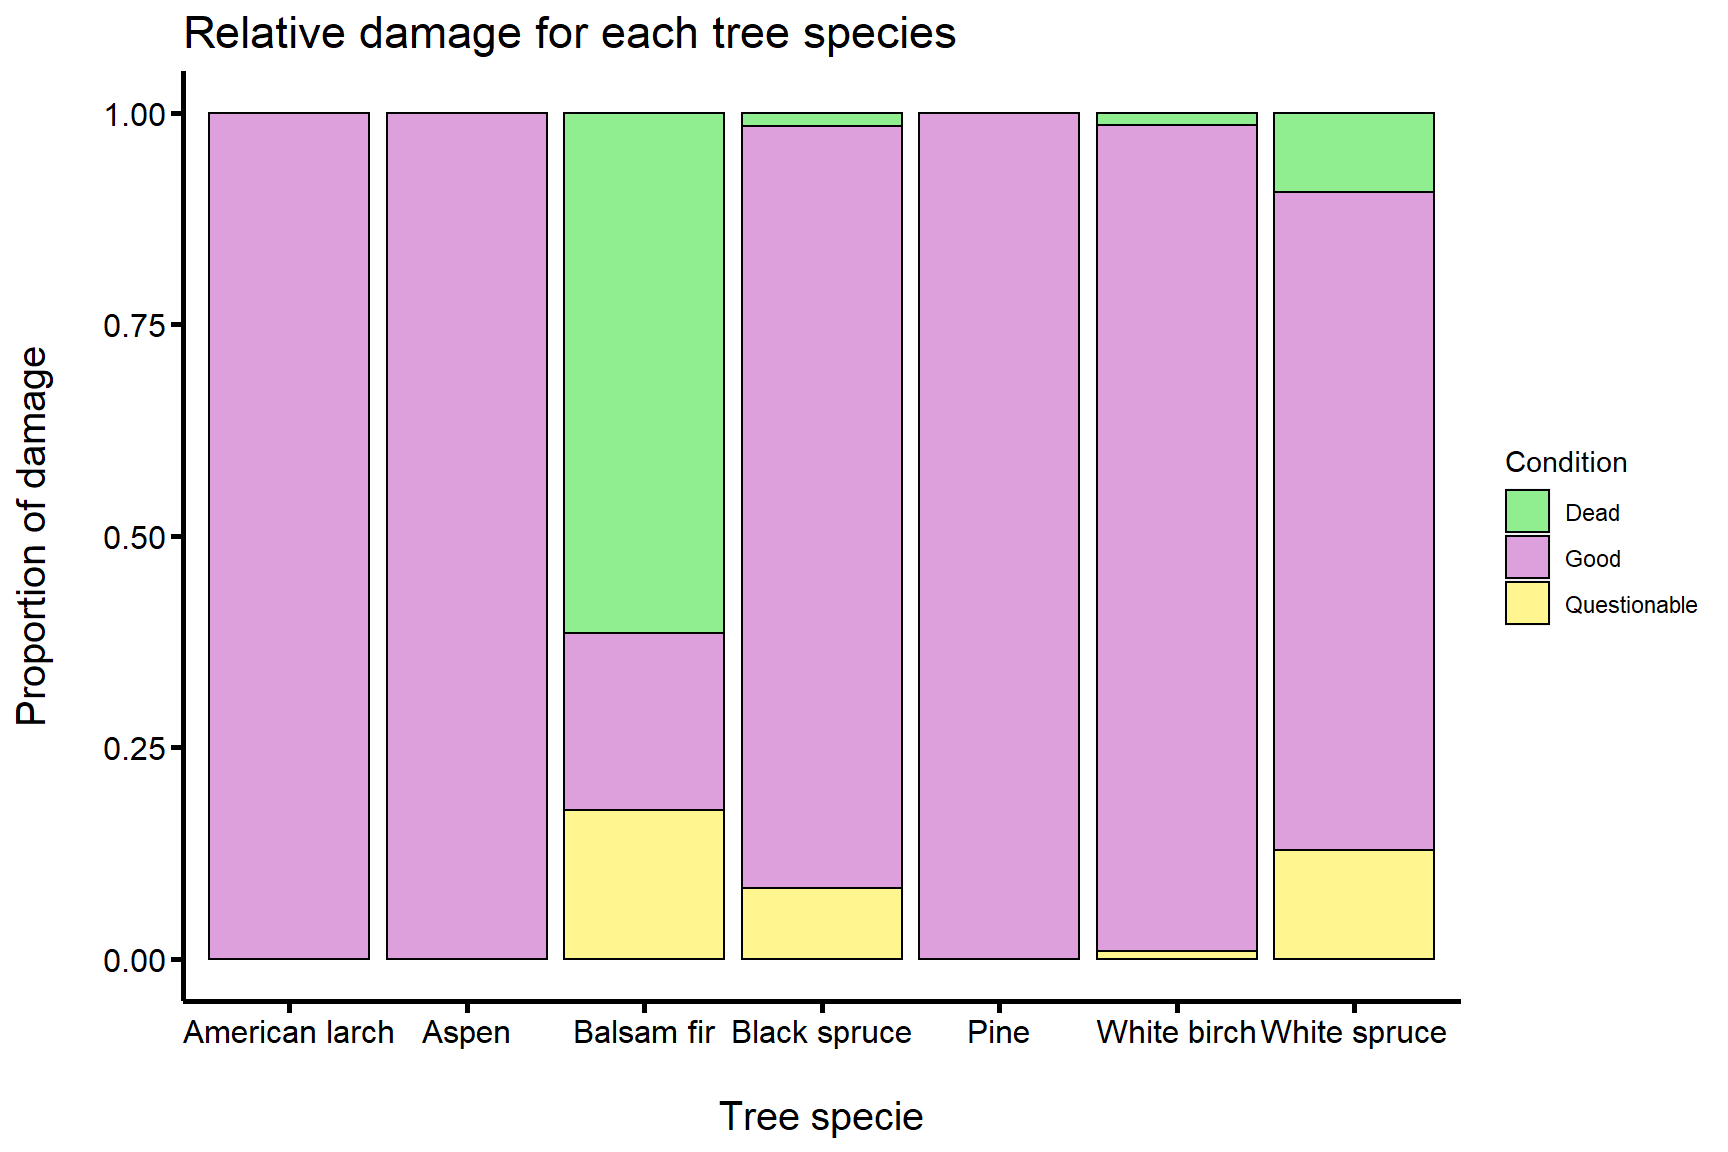 Relative damage for each tree species
Proportion of damage
1.00
0.75
0.50
0.25
0.00
American larch Aspen Balsam fir Black spruce Pine White birch White spruce
Tree specie
Condition
Dead
Good
Questionable